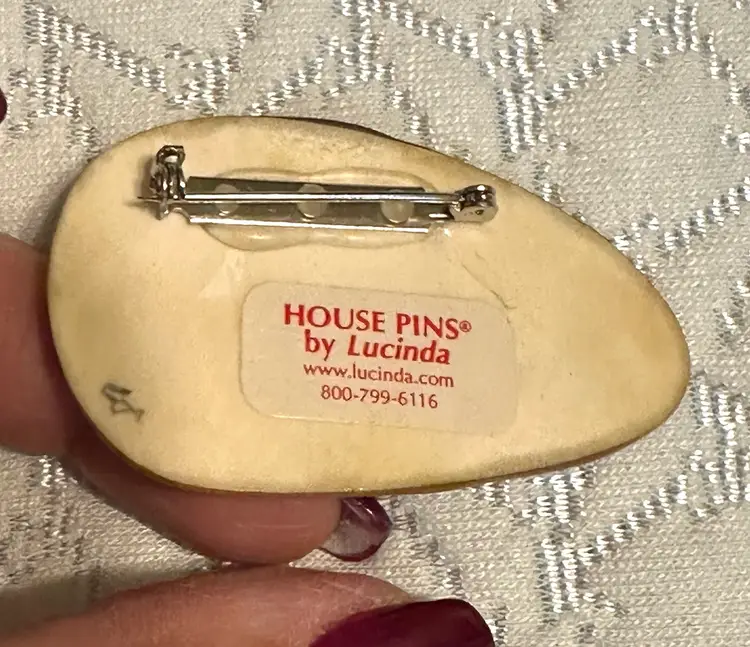 HOUSE PINS®
by Lucinda
www.lucinda.com
800-799-6116